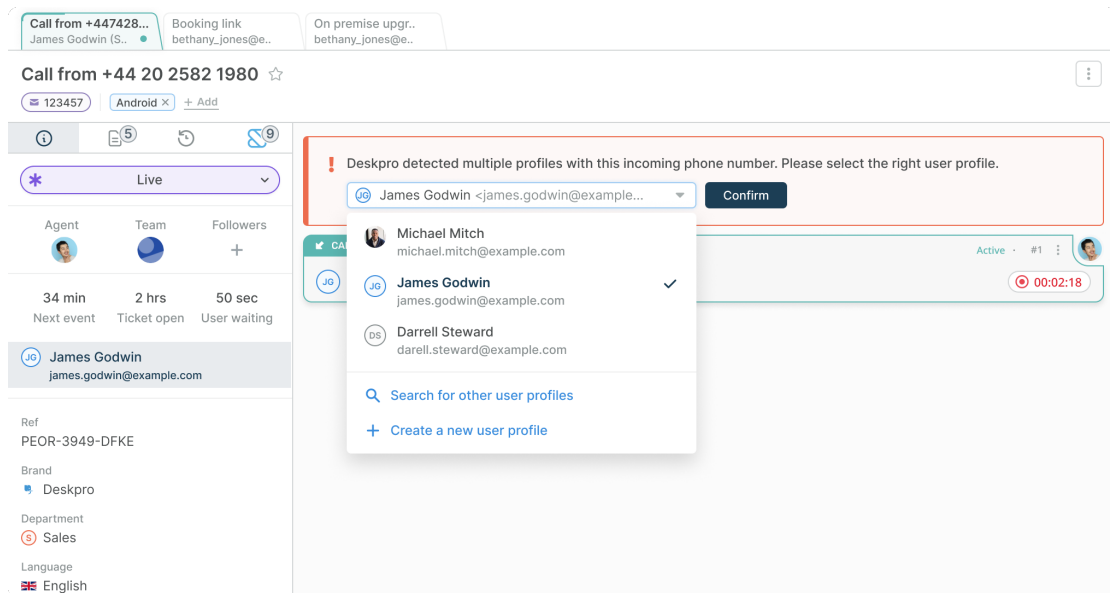 Call from +447428...
James Godwin (S..
Booking link
bethany_jones@e..
On premise upgr..
bethany_jones@e..
Call from +44 20 2582 1980
123457
Android ×
+ Add
5
9
Live
Agent
Team
Followers
34 min
2 hrs
50 sec
Next event
Ticket open
User waiting
JG
James Godwin
james.godwin@example.com
Ref
PEOR-3949-DFKE
Brand
Deskpro
Department
S Sales
Language
English
Deskpro detected multiple profiles with this incoming phone number. Please select the right user profile.
JG James Godwin <james.godwin@example...
Confirm
Michael Mitch
michael.mitch@example.com
JG
James Godwin
james.godwin@example.com
DS
Darrell Steward
darell.steward@example.com
Search for other user profiles
Create a new user profile
Active · #1
JG
00:02:18